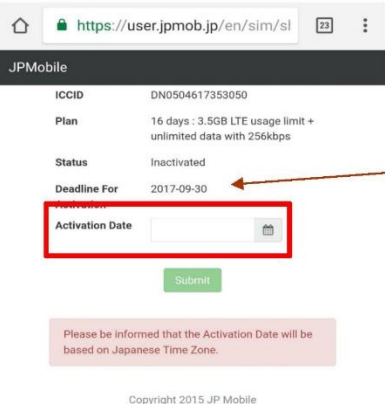 https://user.jpmob.jp/en/sim/sl
23
JPMobile
ICCID DN0504617353050
Plan 16 days : 3.5GB LTE usage limit +
unlimited data with 256kbps
Status Inactivated
Deadline For 2017-09-30
Activation
Activation Date
Submit
Please be informed that the Activation Date will be
based on Japanese Time Zone.
Copyright 2015 JP Mobile